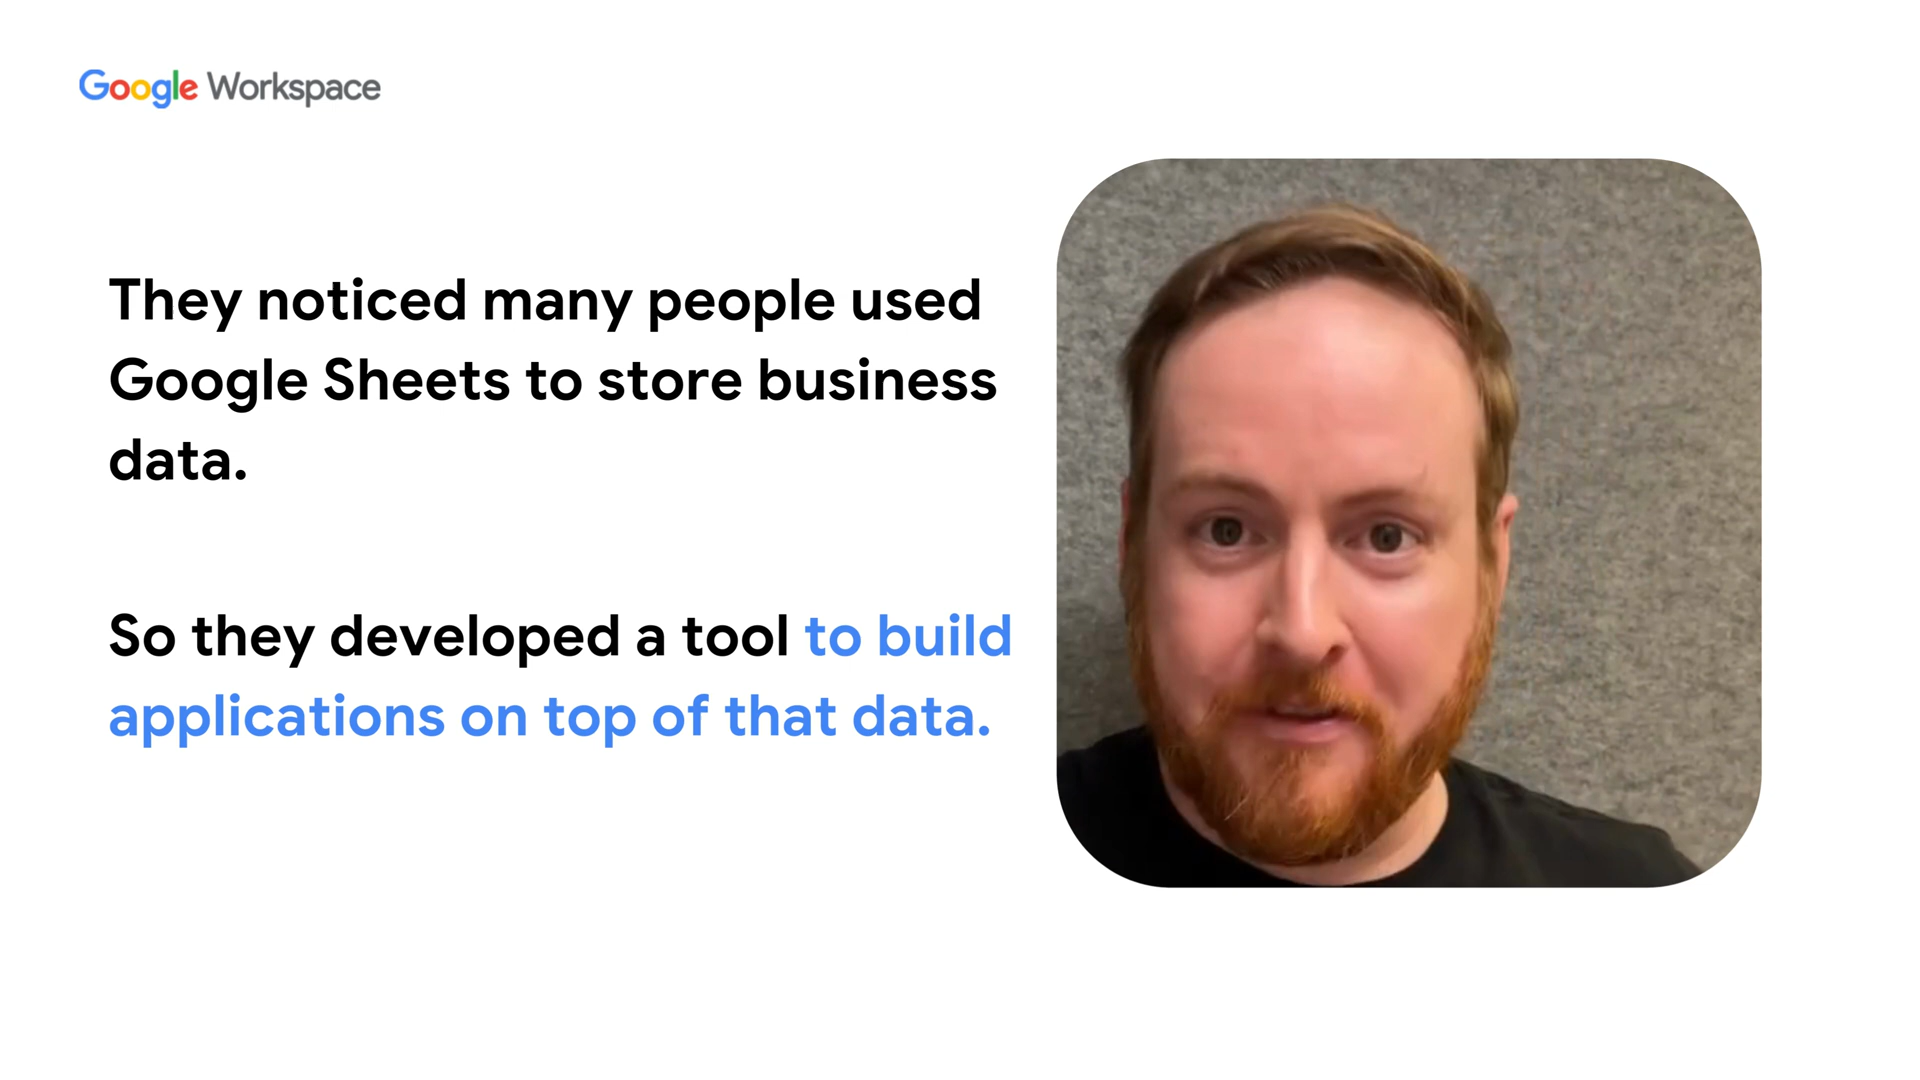 Google Workspace
They noticed many people used
Google Sheets to store business
data.
So they developed a tool to build
applications on top of that data.